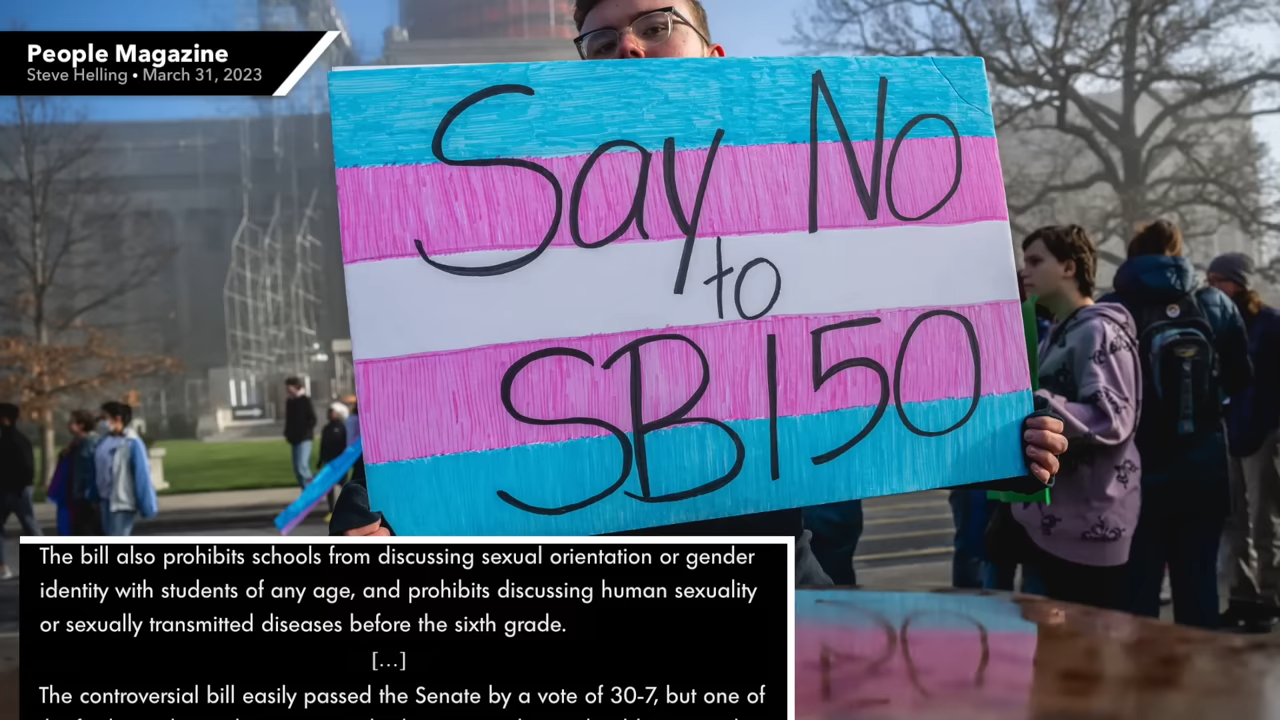 People Magazine
Steve Helling • March 31, 2023
Say No
to
SB150
The bill also prohibits schools from discussing sexual orientation or gender
identity with students of any age, and prohibits discussing human sexuality
or sexually transmitted diseases before the sixth grade.
[...]
The controversial bill easily passed the Senate by a vote of 30-7, but one of